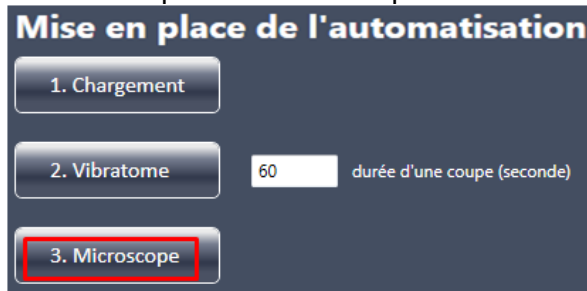 Mise en place de l'automatisation
1. Chargement
2. Vibratome
60
durée d'une coupe (seconde)
3. Microscope